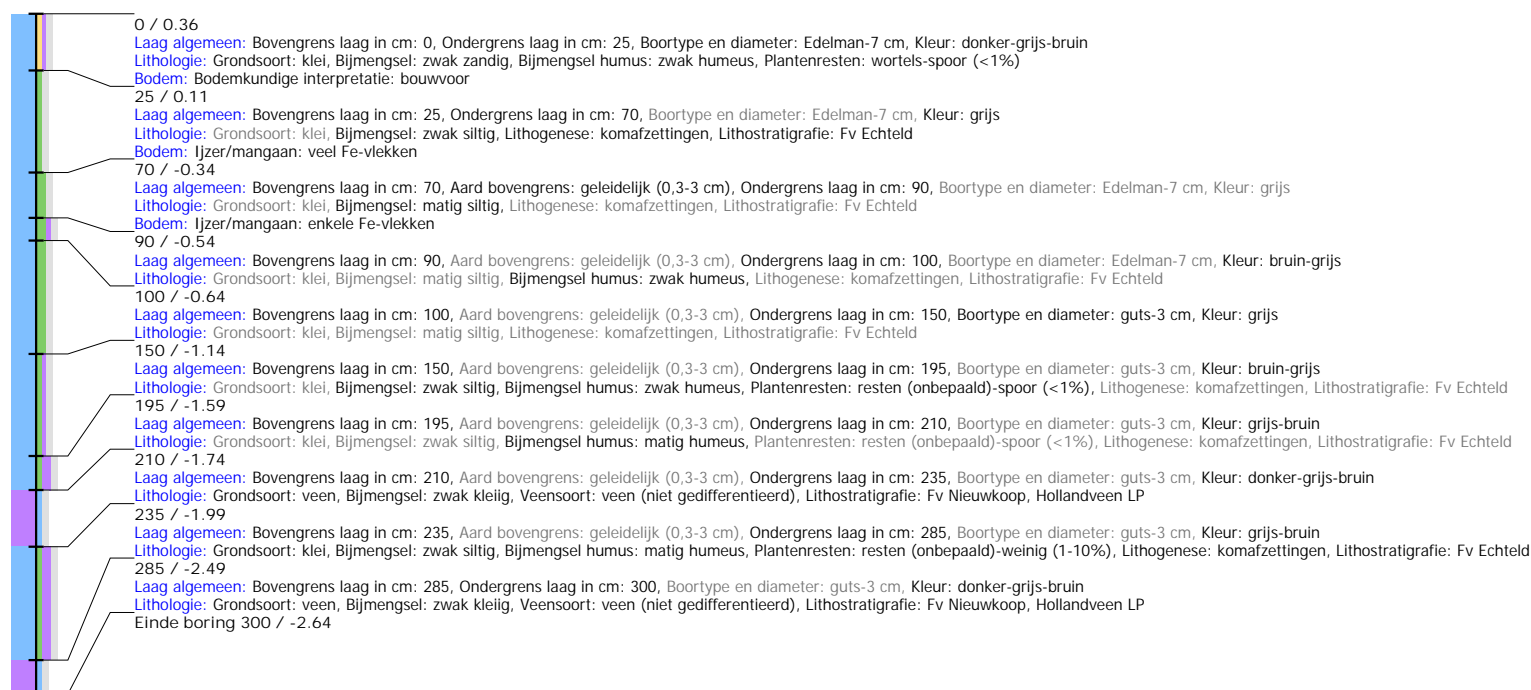 0 / 0.36
Laag algemeen: Bovengrens laag in cm: 0, Ondergrens laag in cm: 25, Boortype en diameter: Edelman-7 cm, Kleur: donker-grijs-bruin
Lithologie: Grondsoort: klei, Bijmengsel: zwak zandig, Bijmengsel humus: zwak humeus, Plantenresten: wortels-spoor (<1%)
Bodem: Bodemkundige interpretatie: bouwvoor
25 / 0.11
Laag algemeen: Bovengrens laag in cm: 25, Ondergrens laag in cm: 70, Boortype en diameter: Edelman-7 cm, Kleur: grijs
Lithologie: Grondsoort: klei, Bijmengsel: zwak siltig, Lithogenese: komafzettingen, Lithostratigrafie: Fv Echteld
Bodem: Ijzer/mangaan: veel Fe-vlekken
70 / -0.34
Laag algemeen: Bovengrens laag in cm: 70, Aard bovengrens: geleidelijk (0,3-3 cm), Ondergrens laag in cm: 90, Boortype en diameter: Edelman-7 cm, Kleur: grijs
Lithologie: Grondsoort: klei, Bijmengsel: matig siltig, Lithogenese: komafzettingen, Lithostratigrafie: Fv Echteld
Bodem: Ijzer/mangaan: enkele Fe-vlekken
90 / -0.54
Laag algemeen: Bovengrens laag in cm: 90, Aard bovengrens: geleidelijk (0,3-3 cm), Ondergrens laag in cm: 100, Boortype en diameter: Edelman-7 cm, Kleur: bruin-grijs
Lithologie: Grondsoort: klei, Bijmengsel: matig siltig, Bijmengsel humus: zwak humeus, Lithogenese: komafzettingen, Lithostratigrafie: Fv Echteld
100 / -0.64
Laag algemeen: Bovengrens laag in cm: 100, Aard bovengrens: geleidelijk (0,3-3 cm), Ondergrens laag in cm: 150, Boortype en diameter: guts-3 cm, Kleur: grijs
Lithologie: Grondsoort: klei, Bijmengsel: matig siltig, Lithogenese: komafzettingen, Lithostratigrafie: Fv Echteld
150 / -1.14
Laag algemeen: Bovengrens laag in cm: 150, Aard bovengrens: geleidelijk (0,3-3 cm), Ondergrens laag in cm: 195, Boortype en diameter: guts-3 cm, Kleur: bruin-grijs
Lithologie: Grondsoort: klei, Bijmengsel: zwak siltig, Bijmengsel humus: zwak humeus, Plantenresten: resten (onbepaald)-spoor (<1%), Lithogenese: komafzettingen, Lithostratigrafie: Fv Echteld
195 / -1.59
Laag algemeen: Bovengrens laag in cm: 195, Aard bovengrens: geleidelijk (0,3-3 cm), Ondergrens laag in cm: 210, Boortype en diameter: guts-3 cm, Kleur: grijs-bruin
Lithologie: Grondsoort: klei, Bijmengsel: zwak siltig, Bijmengsel humus: matig humeus, Plantenresten: resten (onbepaald)-spoor (<1%), Lithogenese: komafzettingen, Lithostratigrafie: Fv Echteld
210 / -1.74
Laag algemeen: Bovengrens laag in cm: 210, Aard bovengrens: geleidelijk (0,3-3 cm), Ondergrens laag in cm: 235, Boortype en diameter: guts-3 cm, Kleur: donker-grijs-bruin
Lithologie: Grondsoort: veen, Bijmengsel: zwak kleiig, Veensoort: veen (niet gedifferentieerd), Lithostratigrafie: Fv Nieuwkoop, Hollandveen LP
235 / -1.99
Laag algemeen: Bovengrens laag in cm: 235, Aard bovengrens: geleidelijk (0,3-3 cm), Ondergrens laag in cm: 285, Boortype en diameter: guts-3 cm, Kleur: grijs-bruin
Lithologie: Grondsoort: klei, Bijmengsel: zwak siltig, Bijmengsel humus: matig humeus, Plantenresten: resten (onbepaald)-weinig (1-10%), Lithogenese: komafzettingen, Lithostratigrafie: Fv Echteld
285 / -2.49
Laag algemeen: Bovengrens laag in cm: 285, Ondergrens laag in cm: 300, Boortype en diameter: guts-3 cm, Kleur: donker-grijs-bruin
Lithologie: Grondsoort: veen, Bijmengsel: zwak kleiig, Veensoort: veen (niet gedifferentieerd), Lithostratigrafie: Fv Nieuwkoop, Hollandveen LP
Einde boring 300 / -2.64